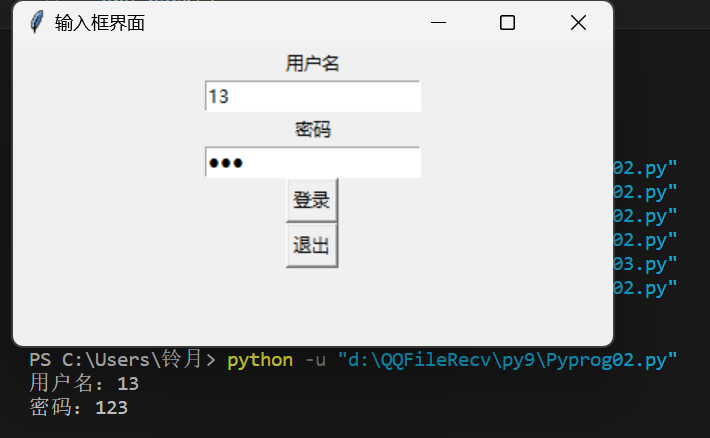 输入框界面
用户名
13
密码
●●●
登录
退出
02.py"
02.py"
02.py"
02.py"
03.py"
02.py"
PS C:\Users\铃月> python -u "d:\QQFileRecv\py9\Pyprog02.py"
用户名：13
密码：123